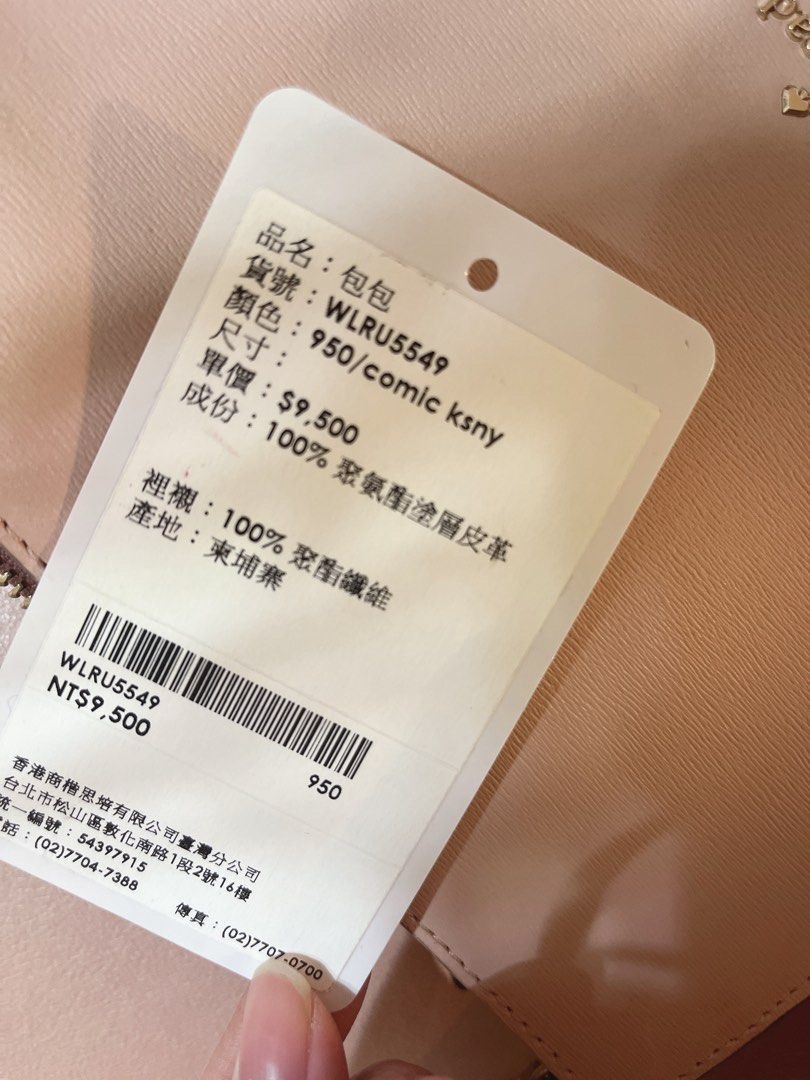 品名：包包
貨號：WLRU5549
顏色：950/comic ksny
尺寸：
單價：$9,500
成份：100% 聚氨酯塗層皮革
裡襯：100% 聚酯纖維
產地：柬埔寨
WLRU5549
NT$9,500
950
香港商楷思培有限公司臺灣分公司
台北市松山區敦化南路1段2號16樓
統一編號：54397915
電話：(02)7704-7388
傳真：(02)7707-0700